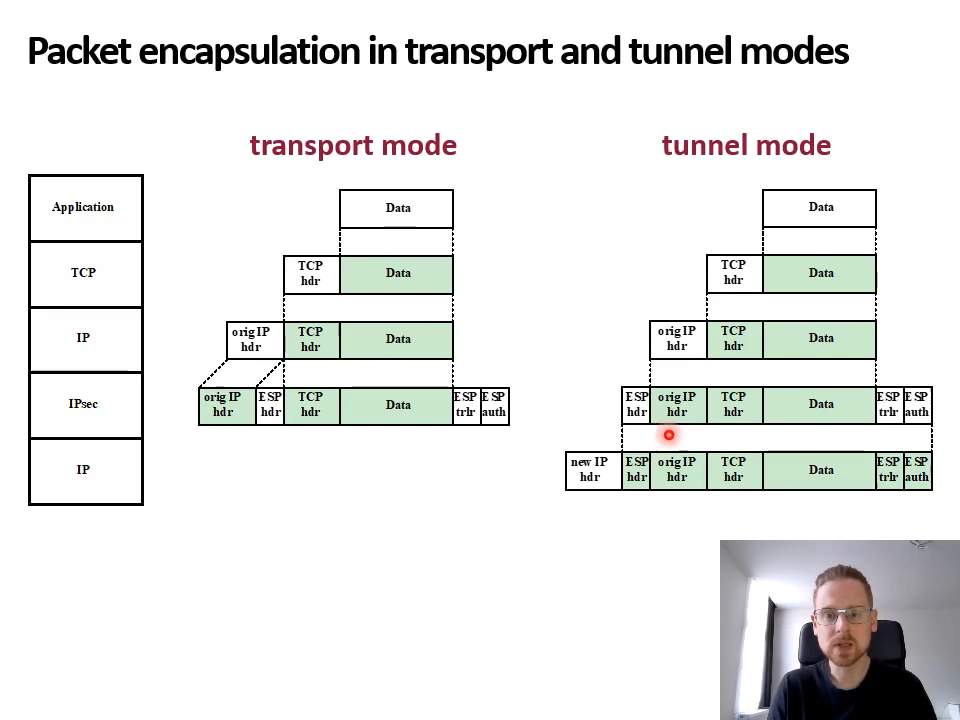 Packet encapsulation in transport and tunnel modes
transport mode
tunnel mode
Application
TCP
IP
IPsec
IP
Data
TCP
hdr
Data
orig IP
hdr
TCP
hdr
Data
orig IP
hdr
ESP
hdr
TCP
hdr
Data
ESP
trlr
ESP
auth
Data
TCP
hdr
Data
orig IP
hdr
TCP
hdr
Data
ESP
hdr
orig IP
hdr
TCP
hdr
Data
ESP
trlr
ESP
auth
new IP
hdr
ESP
hdr
orig IP
hdr
TCP
hdr
Data
ESP
trlr
ESP
auth